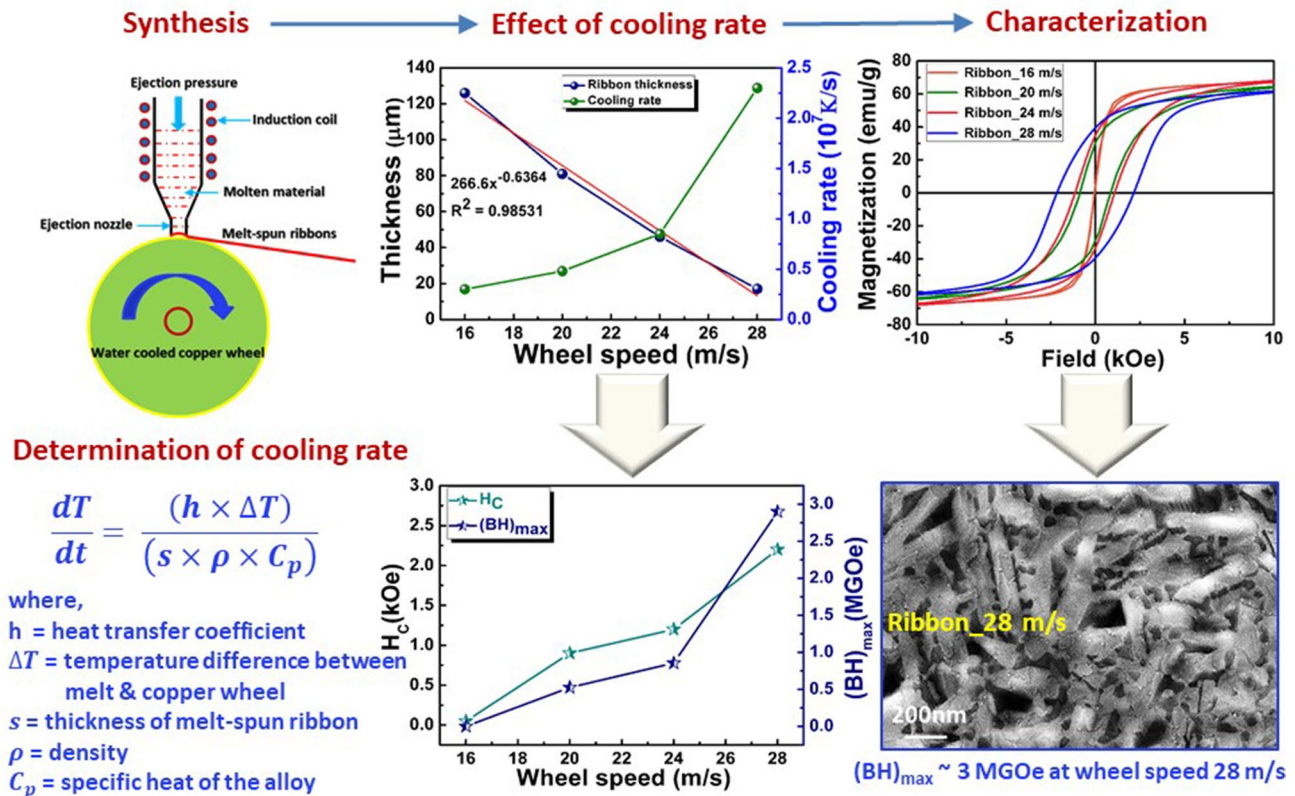 Synthesis
Effect of cooling rate
Characterization
Ejection pressure
Induction coil
Molten material
Ejection nozzle
Melt-spun ribbons
Water cooled copper wheel
Ribbon thickness
Cooling rate
266.6x^-0.6364
R² = 0.98531
Thickness (μm)
140
120
100
80
60
40
20
0
Cooling rate (10⁷ K/s)
2.5
2.0
1.5
1.0
0.5
0.0
16 18 20 22 24 26 28
Wheel speed (m/s)
Ribbon_16 m/s
Ribbon_20 m/s
Ribbon_24 m/s
Ribbon_28 m/s
Magnetization (emu/g)
80
60
40
20
0
-20
-40
-60
-80
-10 -5 0 5 10
Field (kOe)
Determination of cooling rate
dT/dt = (h × ΔT)/(s × ρ × C_p)
where,
h = heat transfer coefficient
ΔT = temperature difference between
melt & copper wheel
s = thickness of melt-spun ribbon
ρ = density
C_p = specific heat of the alloy
H_C
(BH)_max
H_C(kOe)
3.0
2.5
2.0
1.5
1.0
0.5
0.0
(BH)_max(MGOe)
3.0
2.5
2.0
1.5
1.0
0.5
0.0
16 18 20 22 24 26 28
Wheel speed (m/s)
Ribbon_28 m/s
200nm
(BH)_max ~ 3 MGOe at wheel speed 28 m/s